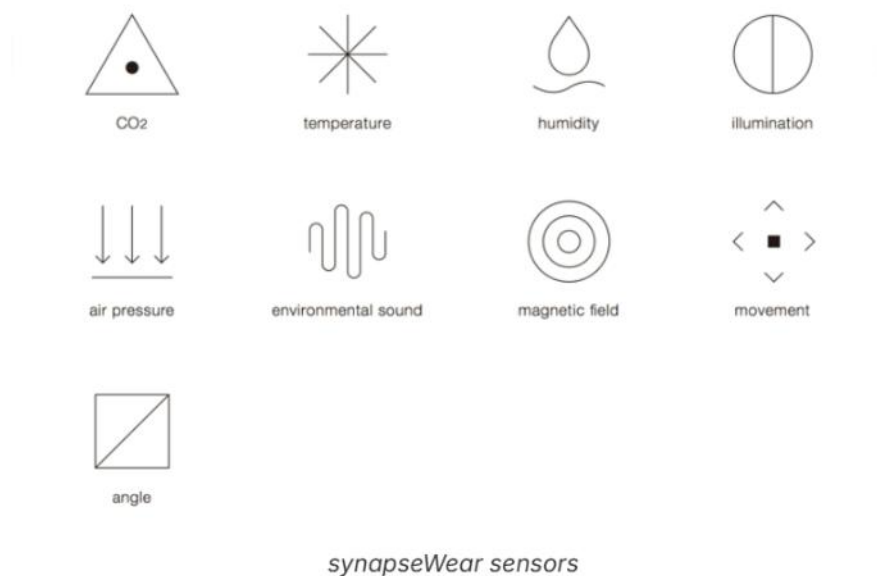 CO2
temperature
humidity
illumination
air pressure
environmental sound
magnetic field
movement
angle
synapseWear sensors